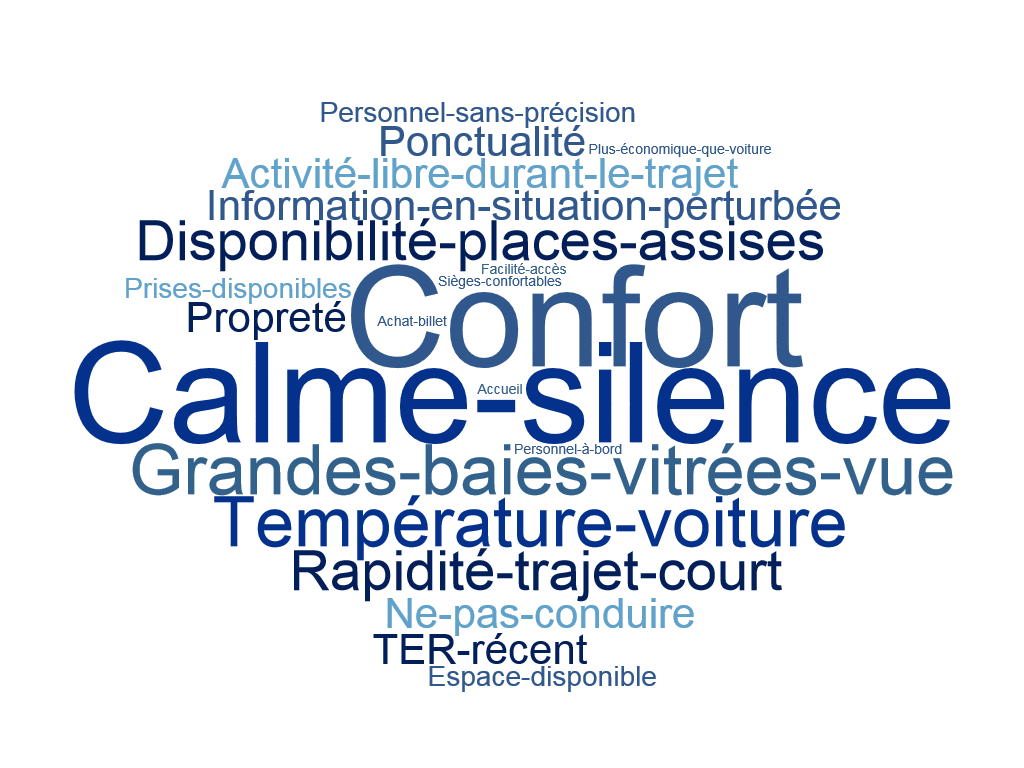 Personnel-sans-précision
Ponctualité
Plus-économique-que-voiture
Activité-libre-durant-le-trajet
Information-en-situation-perturbée
Disponibilité-places-assises
Facilité-accès
Sièges-confortables
Prises-disponibles
Confort
Propreté
Achat-billet
Calme-silence
Accueil
Personnel-à-bord
Grandes-baies-vitrées-vue
Température-voiture
Rapidité-trajet-court
Ne-pas-conduire
TER-récent
Espace-disponible